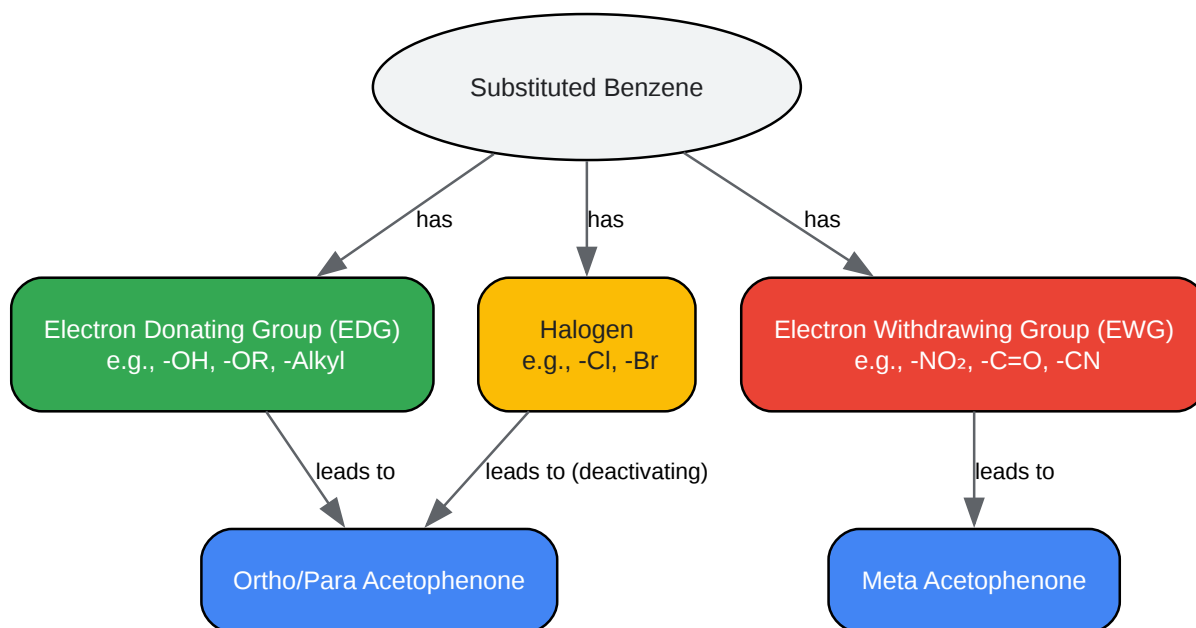 Substituted Benzene
has
has
has
Electron Donating Group (EDG)
e.g., -OH, -OR, -Alkyl
Halogen
e.g., -Cl, -Br
Electron Withdrawing Group (EWG)
e.g., -NO₂, -C=O, -CN
leads to
leads to (deactivating)
leads to
Ortho/Para Acetophenone
Meta Acetophenone